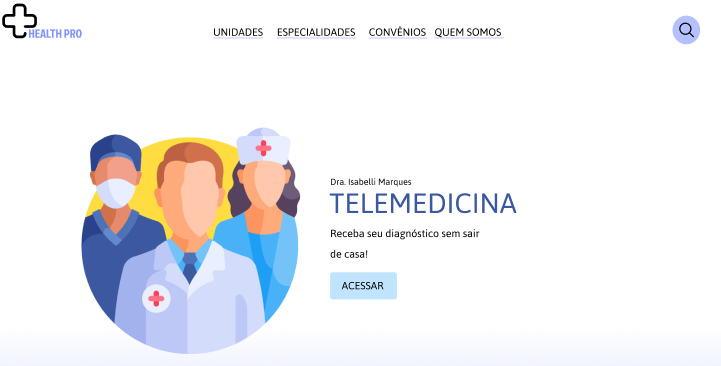 HEALTH PRO
UNIDADES ESPECIALIDADES CONVÊNIOS QUEM SOMOS
Dra. Isabelli Marques
TELEMEDICINA
Receba seu diagnóstico sem sair
de casa!
ACESSAR